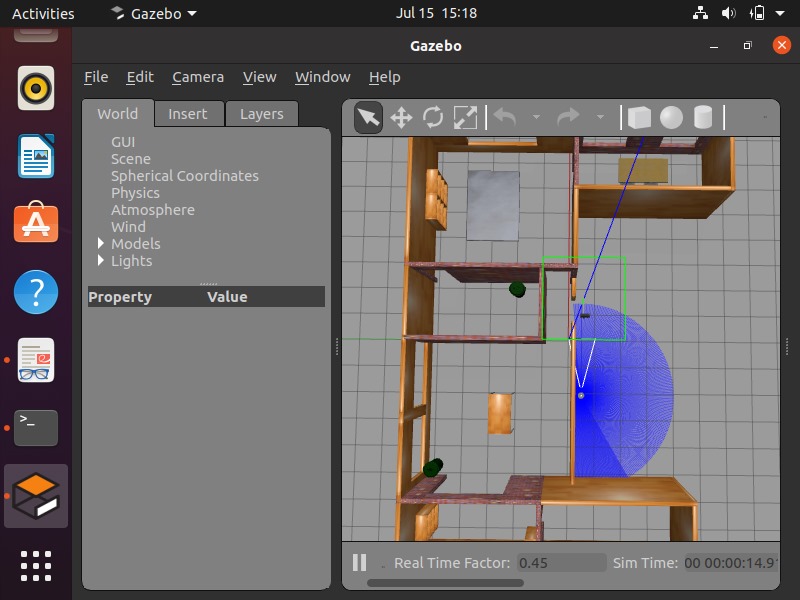 Activities Gazebo Jul 15 15:18
Gazebo
File Edit Camera View Window Help
World Insert Layers
GUI
Scene
Spherical Coordinates
Physics
Atmosphere
Wind
Models
Lights
Property Value
Real Time Factor: 0.45 Sim Time: 00 00:00:14.91